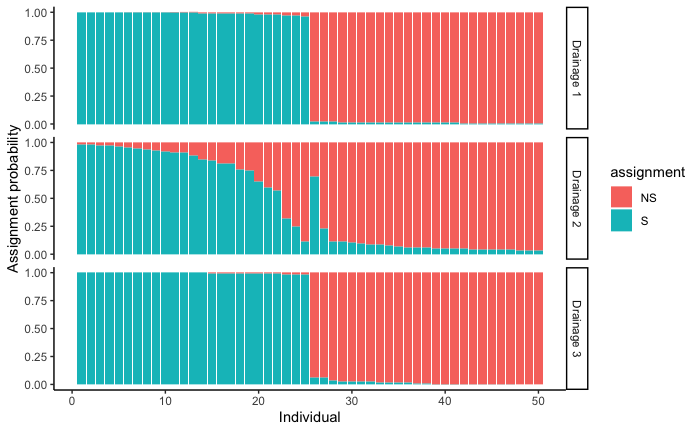 1.00
0.75
0.50
0.25
0.00
Drainage 1
1.00
0.75
0.50
0.25
0.00
Drainage 2
1.00
0.75
0.50
0.25
0.00
Drainage 3
Assignment probability
0 10 20 30 40 50
Individual
assignment
NS
S